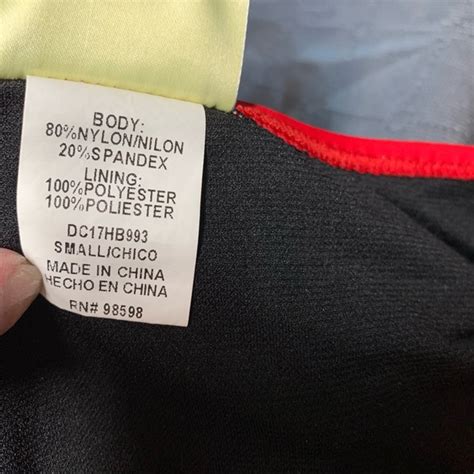 BODY:
80%NYLON/NILON
20%SPANDEX
LINING:
100%POLYESTER
100%POLIESTER
DC17HB993
SMALL/CHICO
MADE IN CHINA
HECHO EN CHINA
RN# 98598